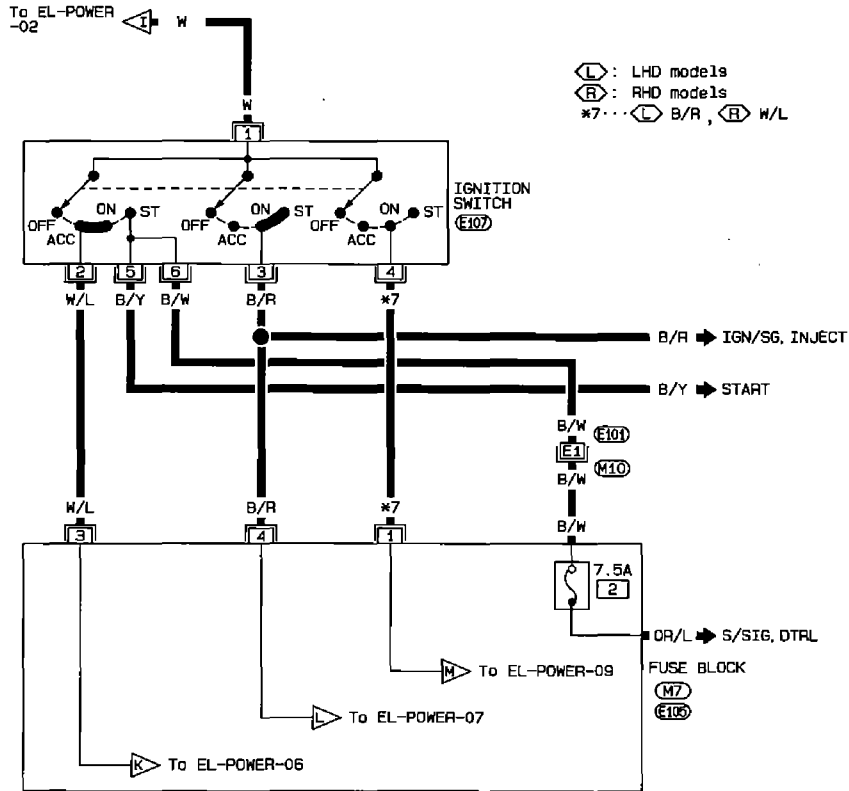 To EL-POWER
-02
I
W
L : LHD models
R : RHD models
*7··· L B/R , R W/L
W
1
IGNITION
SWITCH
E107
OFF ACC ON ST
OFF ACC ON ST
OFF ACC ON ST
2 5 6 3 4
W/L B/Y B/W B/R *7
B/R IGN/SG, INJECT
B/Y START
B/W
E101
E1
M10
B/W
W/L B/R *7 B/W
3 4 1
7.5A
2
OR/L S/SIG, DTRL
FUSE BLOCK
M7
E105
M To EL-POWER-09
L To EL-POWER-07
K To EL-POWER-06